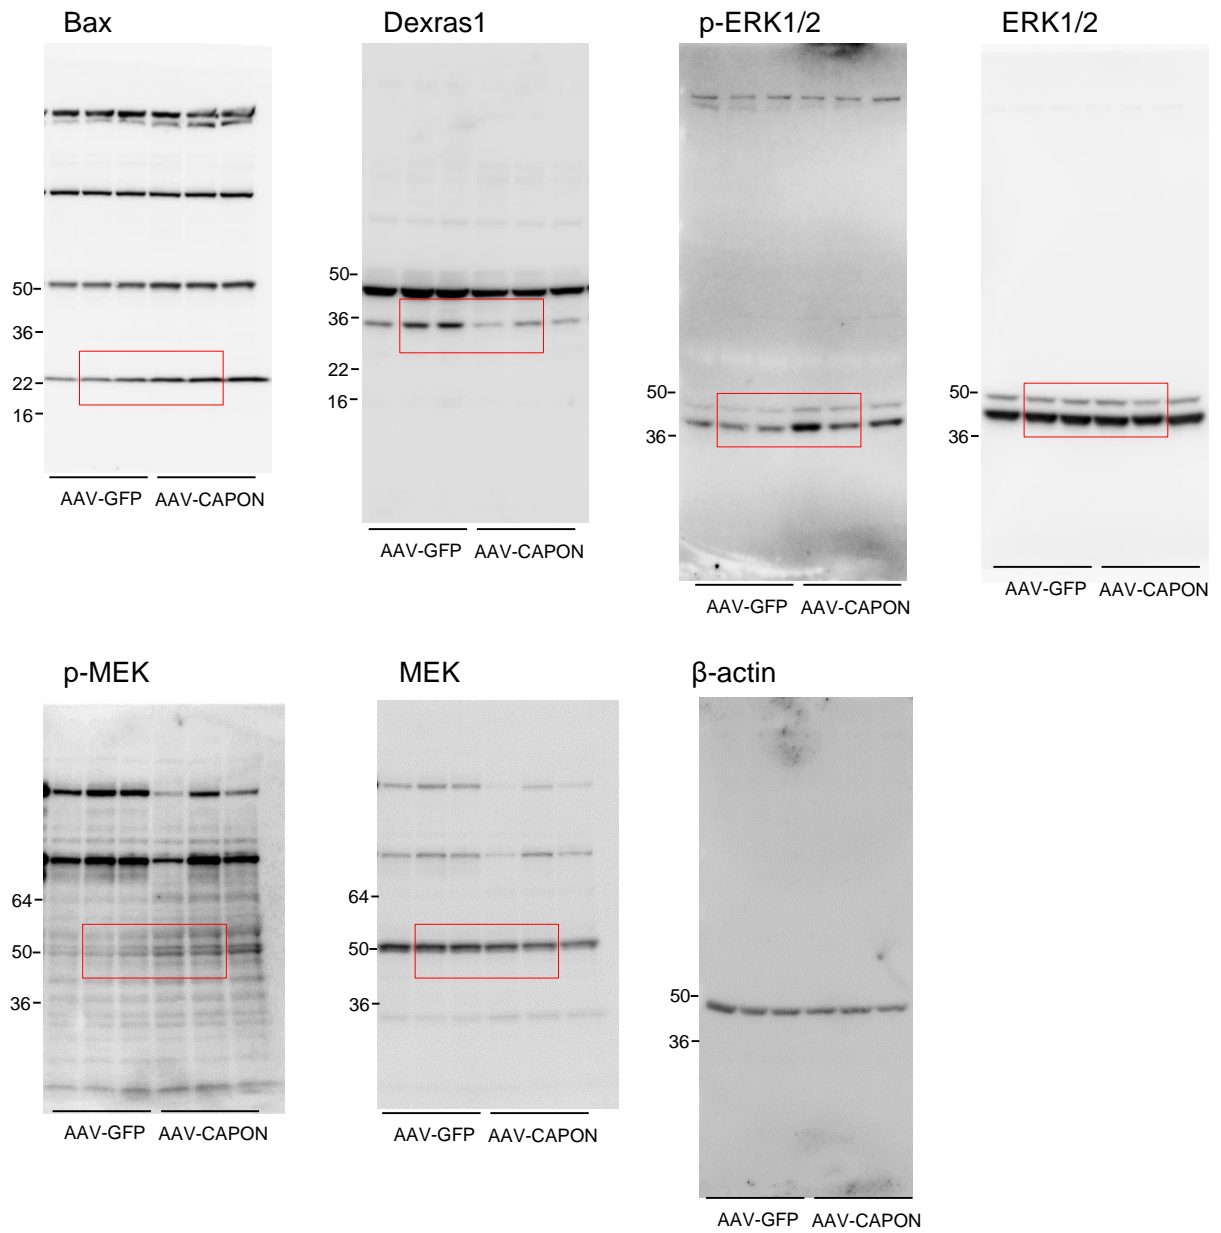 Bax
50-
36-
22-
16-
AAV-GFP AAV-CAPON
Dexras1
50-
36-
22-
16-
AAV-GFP AAV-CAPON
p-ERK1/2
50-
36-
AAV-GFP AAV-CAPON
ERK1/2
50-
36-
AAV-GFP AAV-CAPON
p-MEK
64-
50-
36-
AAV-GFP AAV-CAPON
MEK
64-
50-
36-
AAV-GFP AAV-CAPON
β-actin
50-
36-
AAV-GFP AAV-CAPON